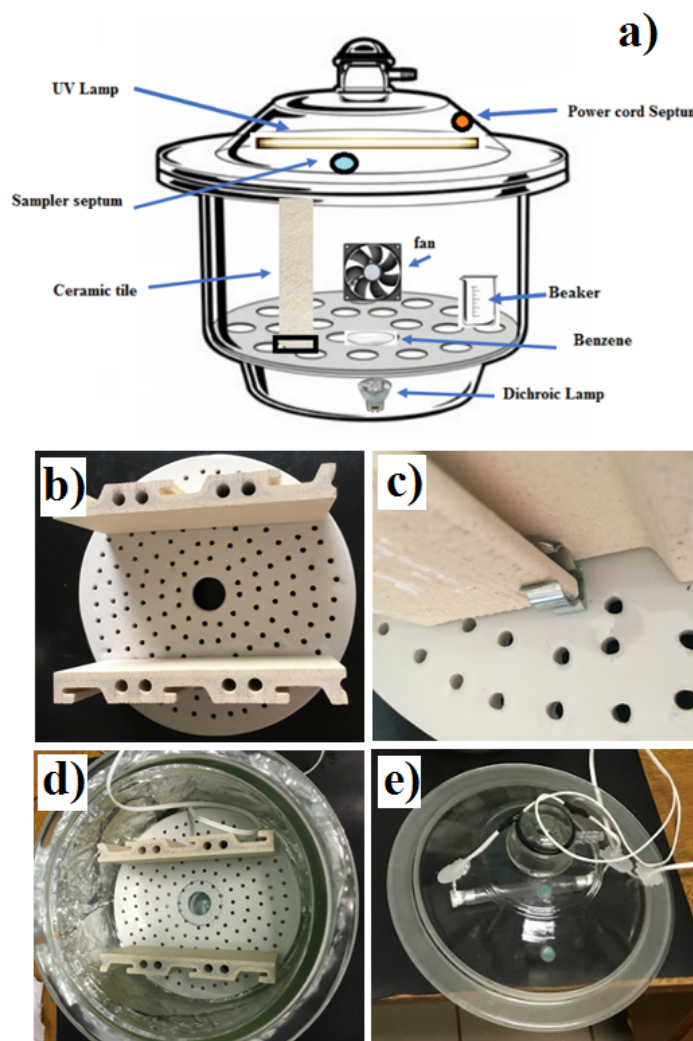 a)
UV Lamp
Power cord Septum
Sampler septum
fan
Ceramic tile
Beaker
Benzene
Dichroic Lamp
b)
c)
d)
e)